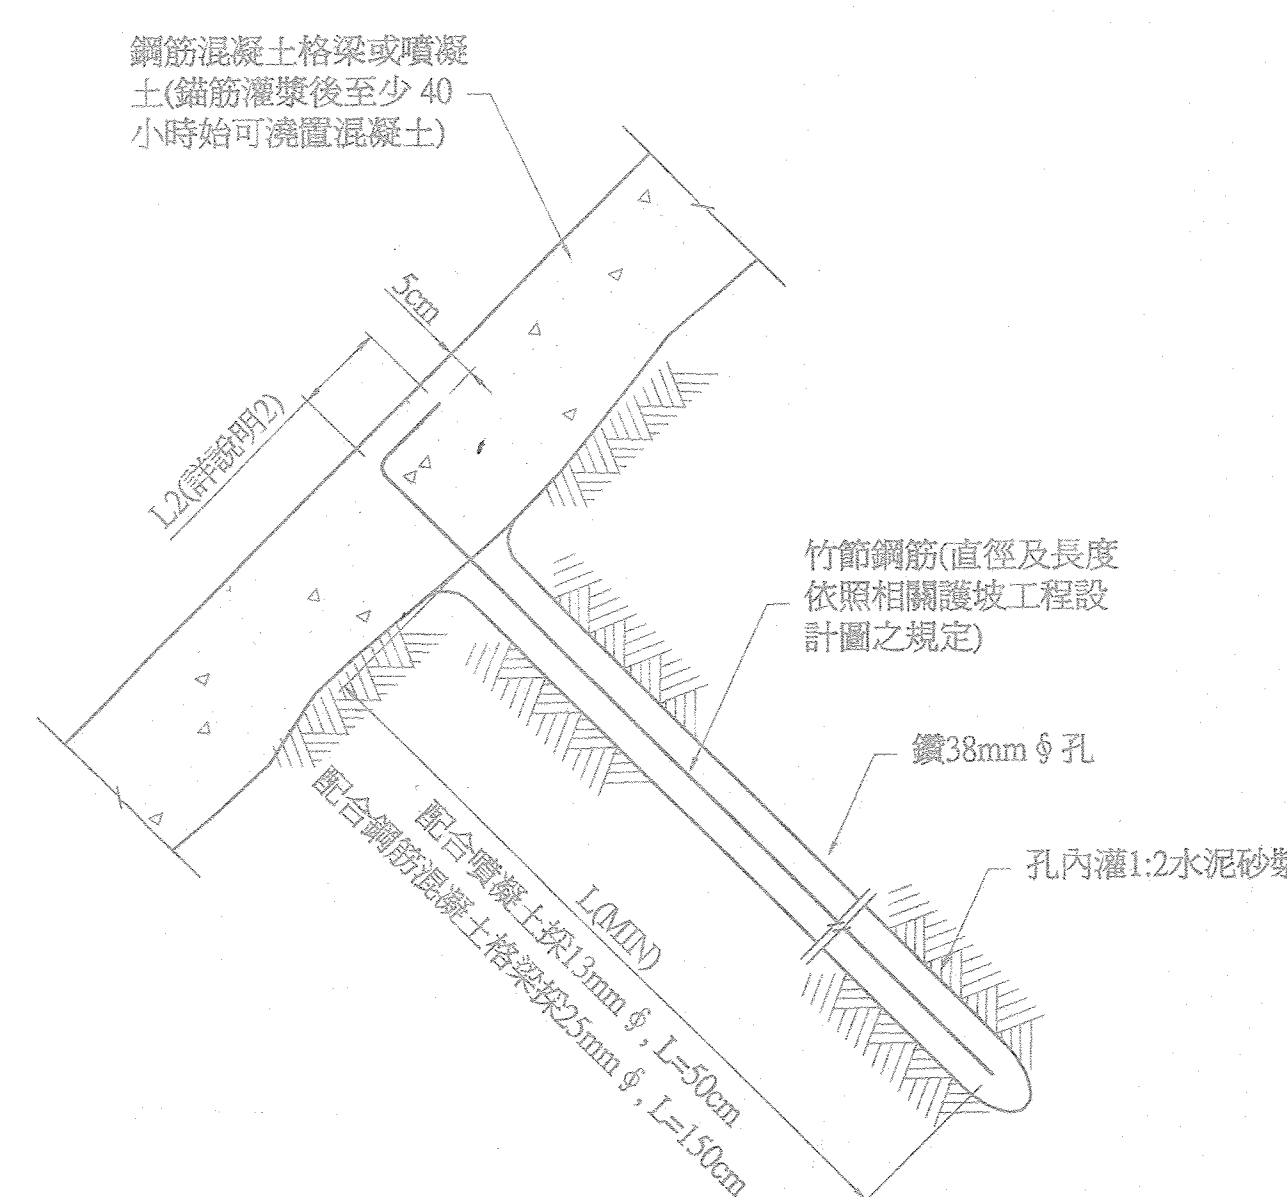 鋼筋混凝土格梁或噴凝
土(錨筋灌漿後至少 40
小時始可澆置混凝土)
5cm
L2(詳說明2)
竹節鋼筋(直徑及長度
依照相關護坡工程設
計圖之規定)
鑽38mm∮孔
孔內灌1:2水泥砂漿
L(MIN)
配合噴凝土採13mm∮, L=50cm
配合鋼筋混凝土格梁採25mm∮, L=150cm